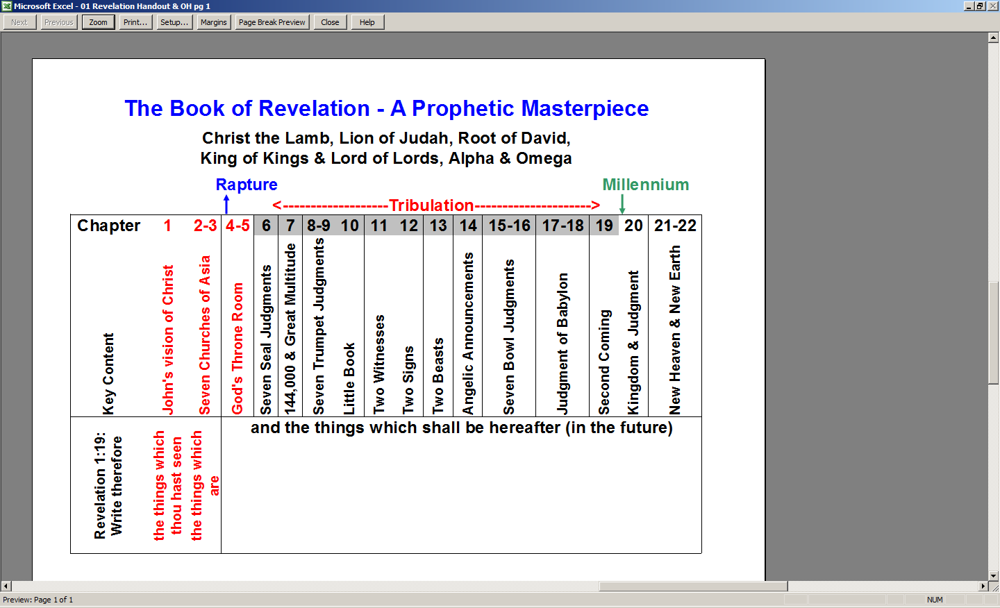 Microsoft Excel - 01 Revelation Handout & OH pg 1
Next Previous Zoom Print... Setup... Margins Page Break Preview Close Help
The Book of Revelation - A Prophetic Masterpiece
Christ the Lamb, Lion of Judah, Root of David,
King of Kings & Lord of Lords, Alpha & Omega
Rapture Millennium
<-------------------Tribulation--------------------->
Chapter 1 2-3 4-5 6 7 8-9 10 11 12 13 14 15-16 17-18 19 20 21-22
Key Content
John's vision of Christ
Seven Churches of Asia
God's Throne Room
Seven Seal Judgments
144,000 & Great Multitude
Seven Trumpet Judgments
Little Book
Two Witnesses
Two Signs
Two Beasts
Angelic Announcements
Seven Bowl Judgments
Judgment of Babylon
Second Coming
Kingdom & Judgment
New Heaven & New Earth
Revelation 1:19:
Write therefore
the things which
thou hast seen
the things which
are
and the things which shall be hereafter (in the future)
Preview: Page 1 of 1 NUM